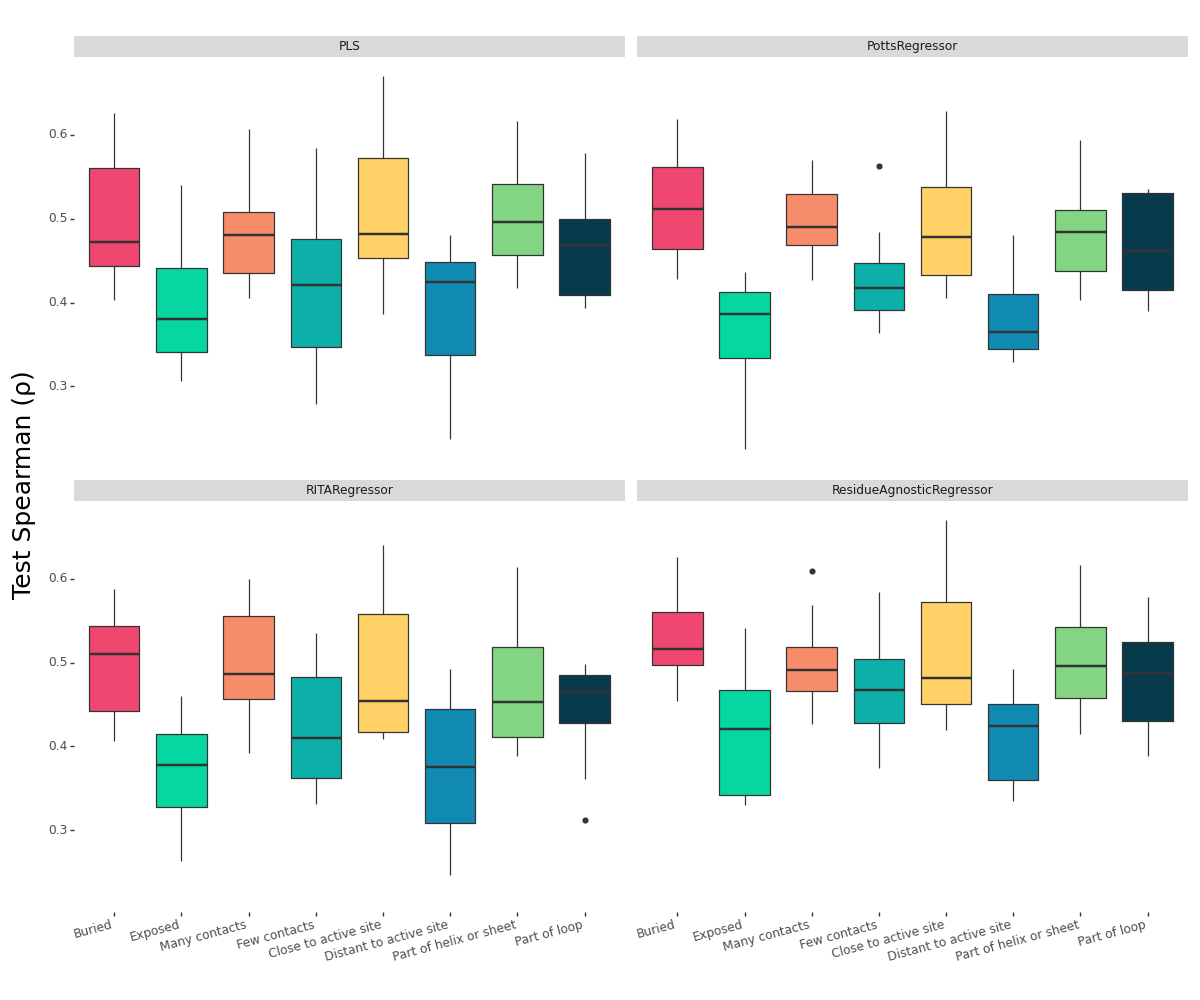 PLS
PottsRegressor
0.6
0.5
0.4
0.3
Test Spearman (ρ)
RITARegressor
ResidueAgnosticRegressor
0.6
0.5
0.4
0.3
Buried
Exposed
Many contacts
Few contacts
Close to active site
Distant to active site
Part of helix or sheet
Part of loop
Buried
Exposed
Many contacts
Few contacts
Close to active site
Distant to active site
Part of helix or sheet
Part of loop